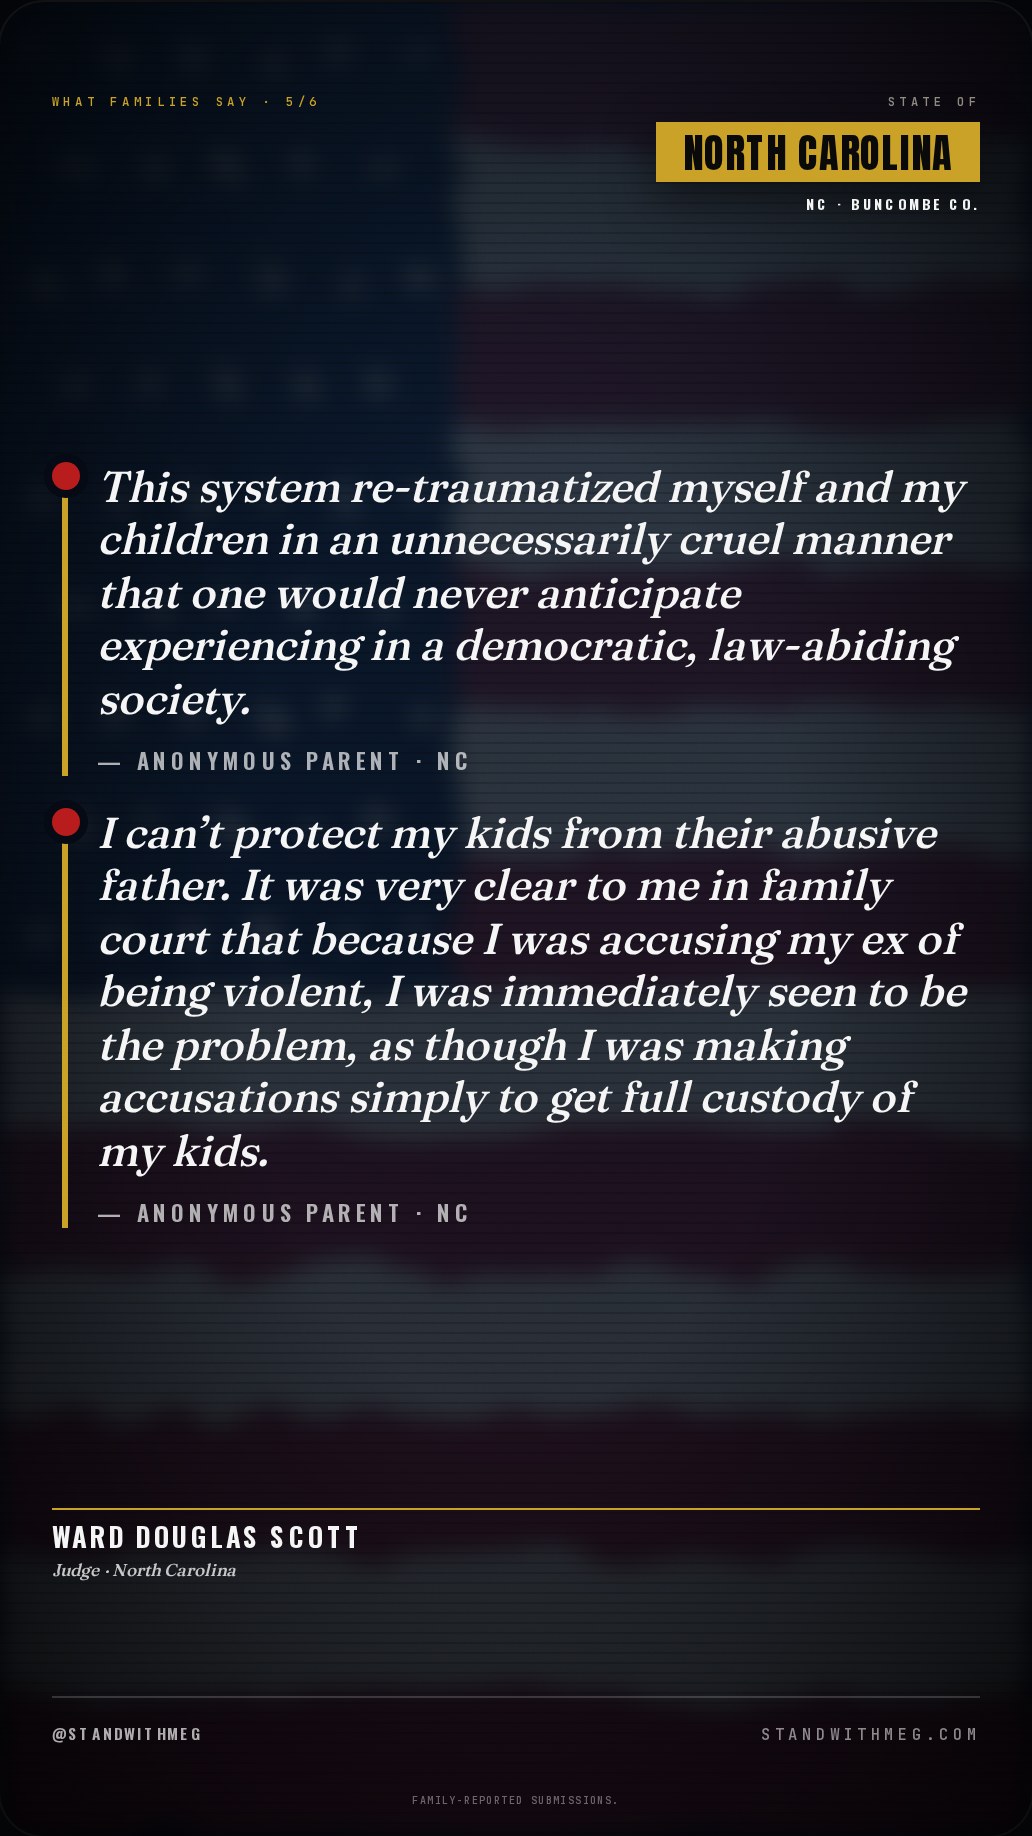 WHAT FAMILIES SAY · 5/6
STATE OF
NORTH CAROLINA
NC · BUNCOMBE CO.
This system re-traumatized myself and my
children in an unnecessarily cruel manner
that one would never anticipate
experiencing in a democratic, law-abiding
society.
— ANONYMOUS PARENT · NC
I can’t protect my kids from their abusive
father. It was very clear to me in family
court that because I was accusing my ex of
being violent, I was immediately seen to be
the problem, as though I was making
accusations simply to get full custody of
my kids.
— ANONYMOUS PARENT · NC
WARD DOUGLAS SCOTT
Judge · North Carolina
@STANDWITHMEG
STANDWITHMEG.COM
FAMILY-REPORTED SUBMISSIONS.